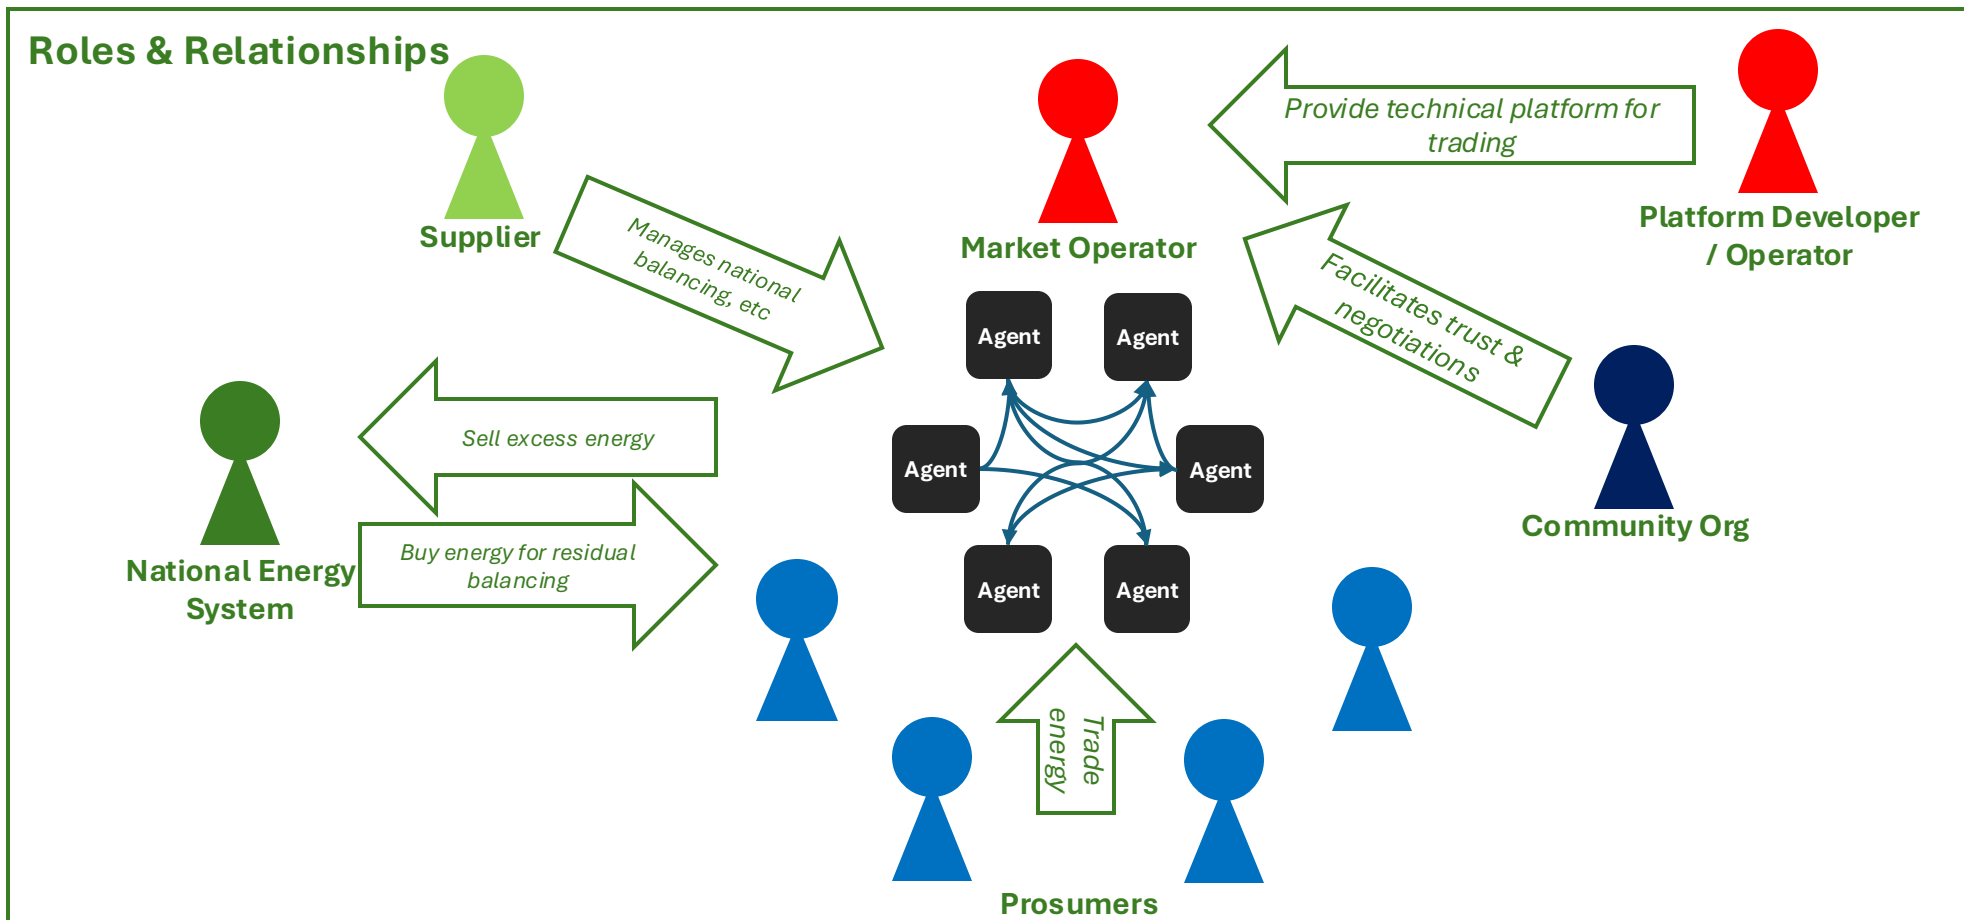 Roles & Relationships
Supplier
Market Operator
Provide technical platform for
trading
Platform Developer
/ Operator
Manages national
balancing, etc
Facilitates trust &
negotiations
Agent
Agent
Sell excess energy
Agent
Agent
Community Org
Buy energy for residual
balancing
National Energy
System
Agent
Agent
Trade
energy
Prosumers